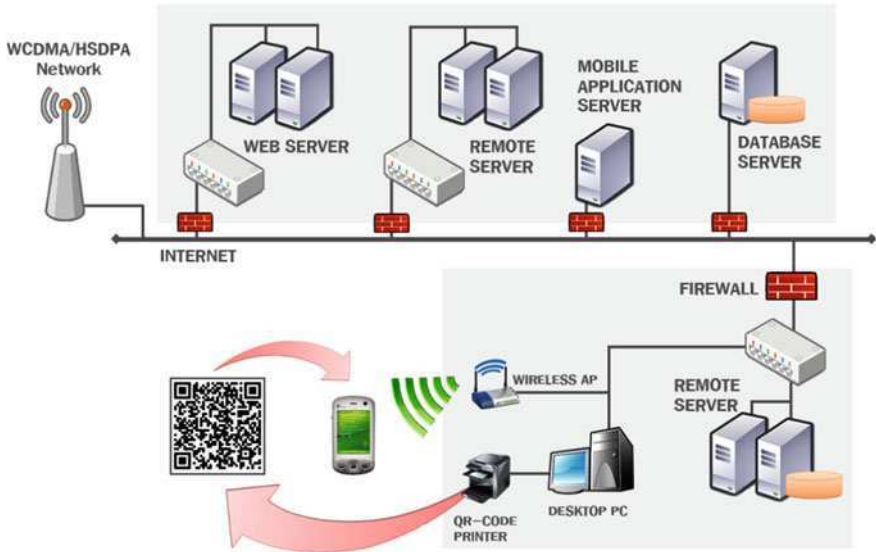 WCDMA/HSDPA
Network
WEB SERVER
REMOTE
SERVER
MOBILE
APPLICATION
SERVER
DATABASE
SERVER
INTERNET
FIREWALL
WIRELESS AP
REMOTE
SERVER
QR-CODE
PRINTER
DESKTOP PC